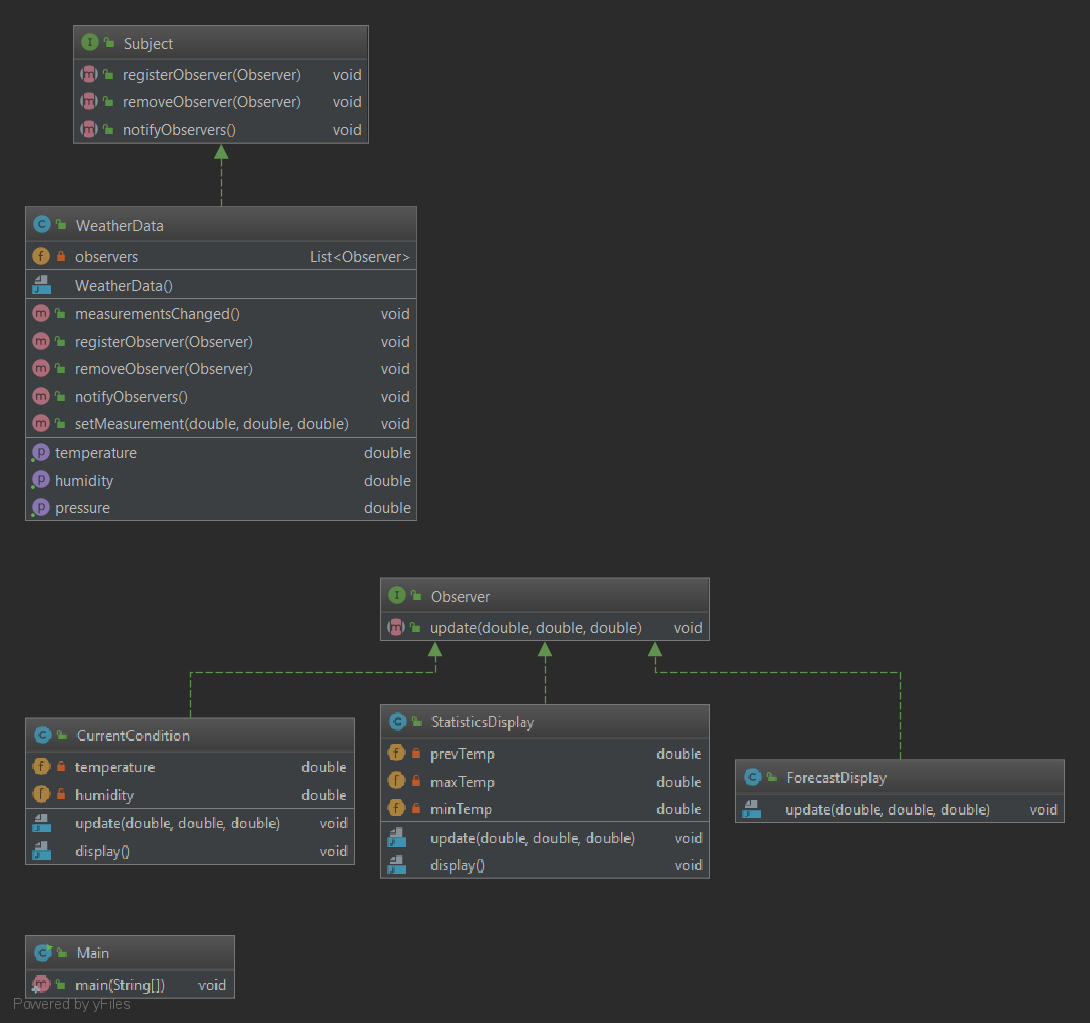 Subject
registerObserver(Observer) void
removeObserver(Observer) void
notifyObservers() void
WeatherData
observers List<Observer>
WeatherData()
measurementsChanged() void
registerObserver(Observer) void
removeObserver(Observer) void
notifyObservers() void
setMeasurement(double, double, double) void
temperature double
humidity double
pressure double
Observer
update(double, double, double) void
CurrentCondition
temperature double
humidity double
update(double, double, double) void
display() void
StatisticsDisplay
prevTemp double
maxTemp double
minTemp double
update(double, double, double) void
display() void
ForecastDisplay
update(double, double, double) void
Main
main(String[]) void
Powered by yFiles